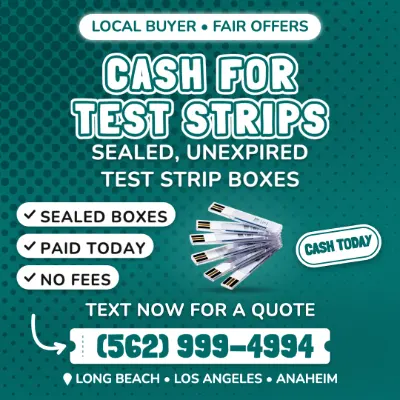 LOCAL BUYER • FAIR OFFERS
CASH FOR
TEST STRIPS
SEALED, UNEXPIRED
TEST STRIP BOXES
✓ SEALED BOXES
✓ PAID TODAY
✓ NO FEES
CASH TODAY
TEXT NOW FOR A QUOTE
(562) 999-4994
LONG BEACH • LOS ANGELES • ANAHEIM